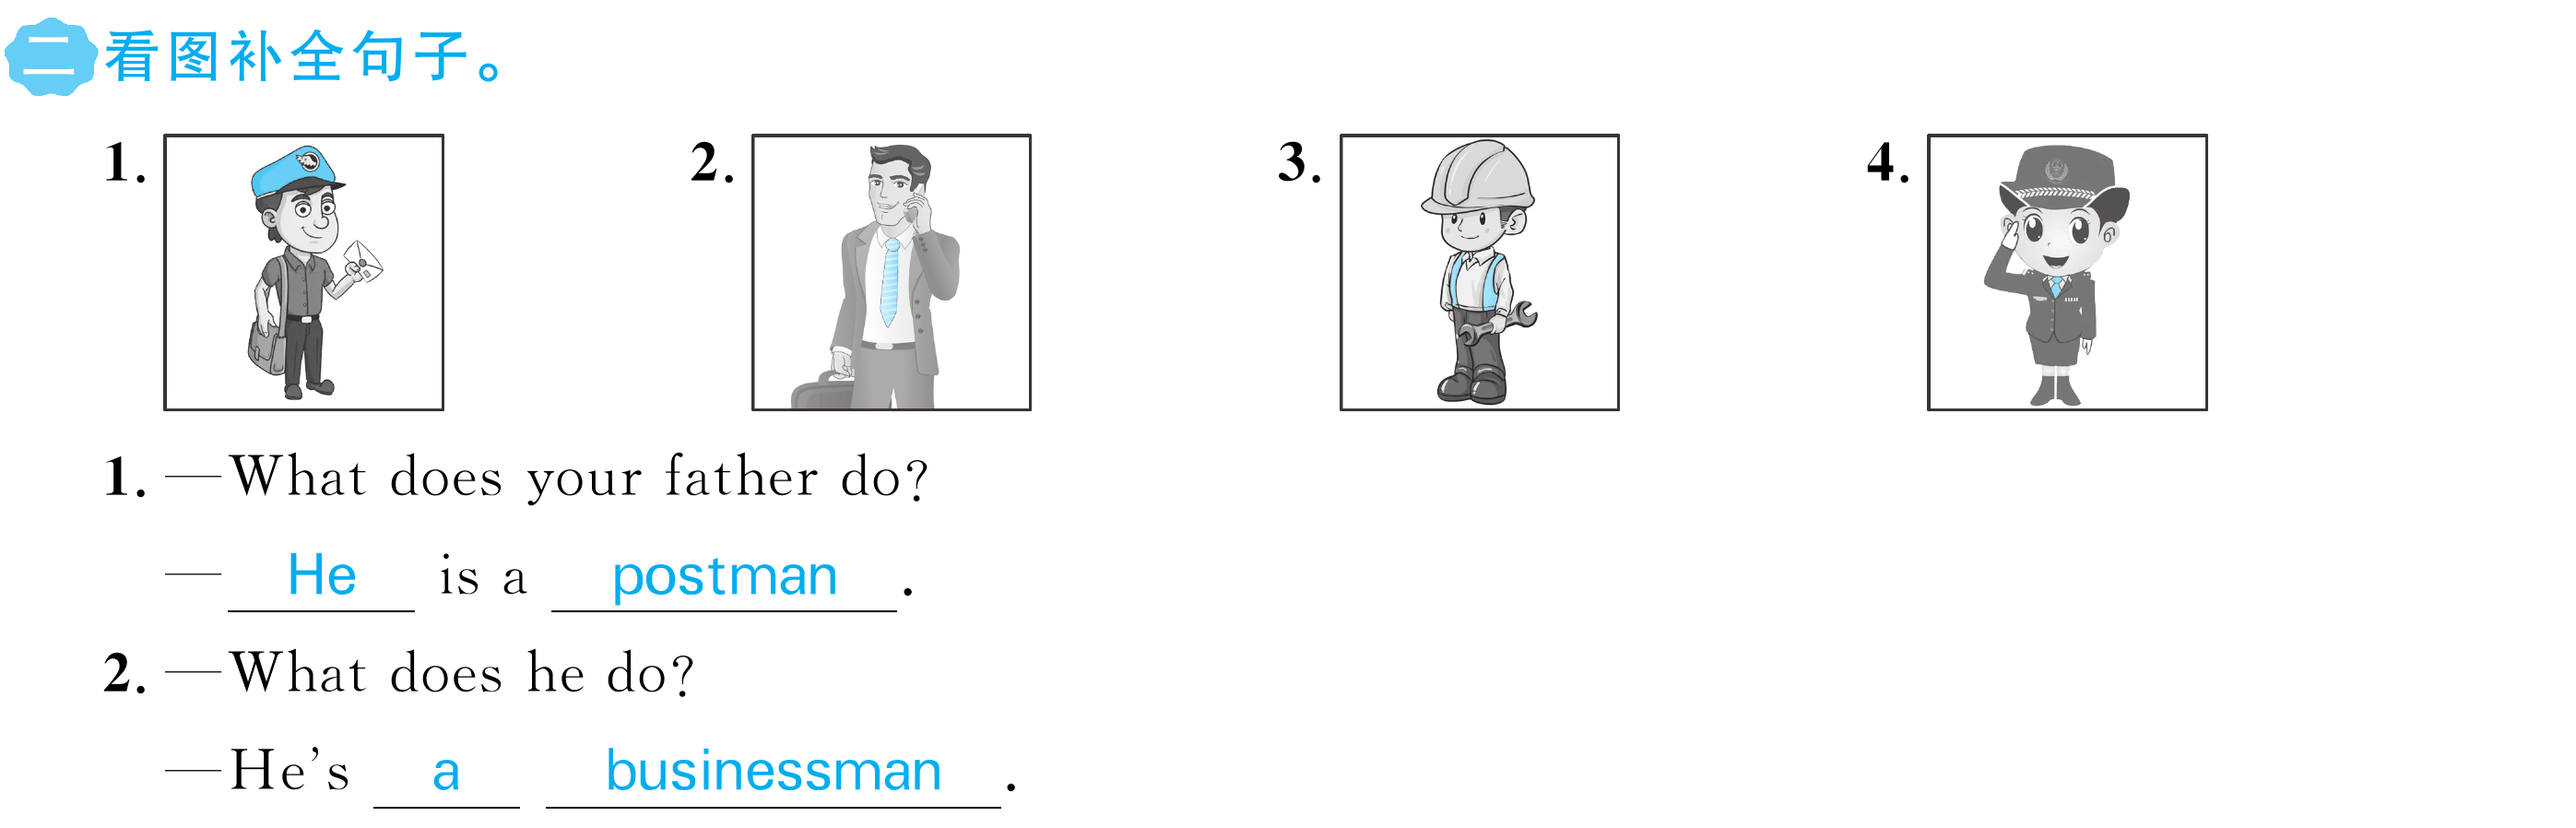 二 看图补全句子。
1. 2. 3. 4.
1. —What does your father do?
— He is a postman .
2. —What does he do?
—He's a businessman .